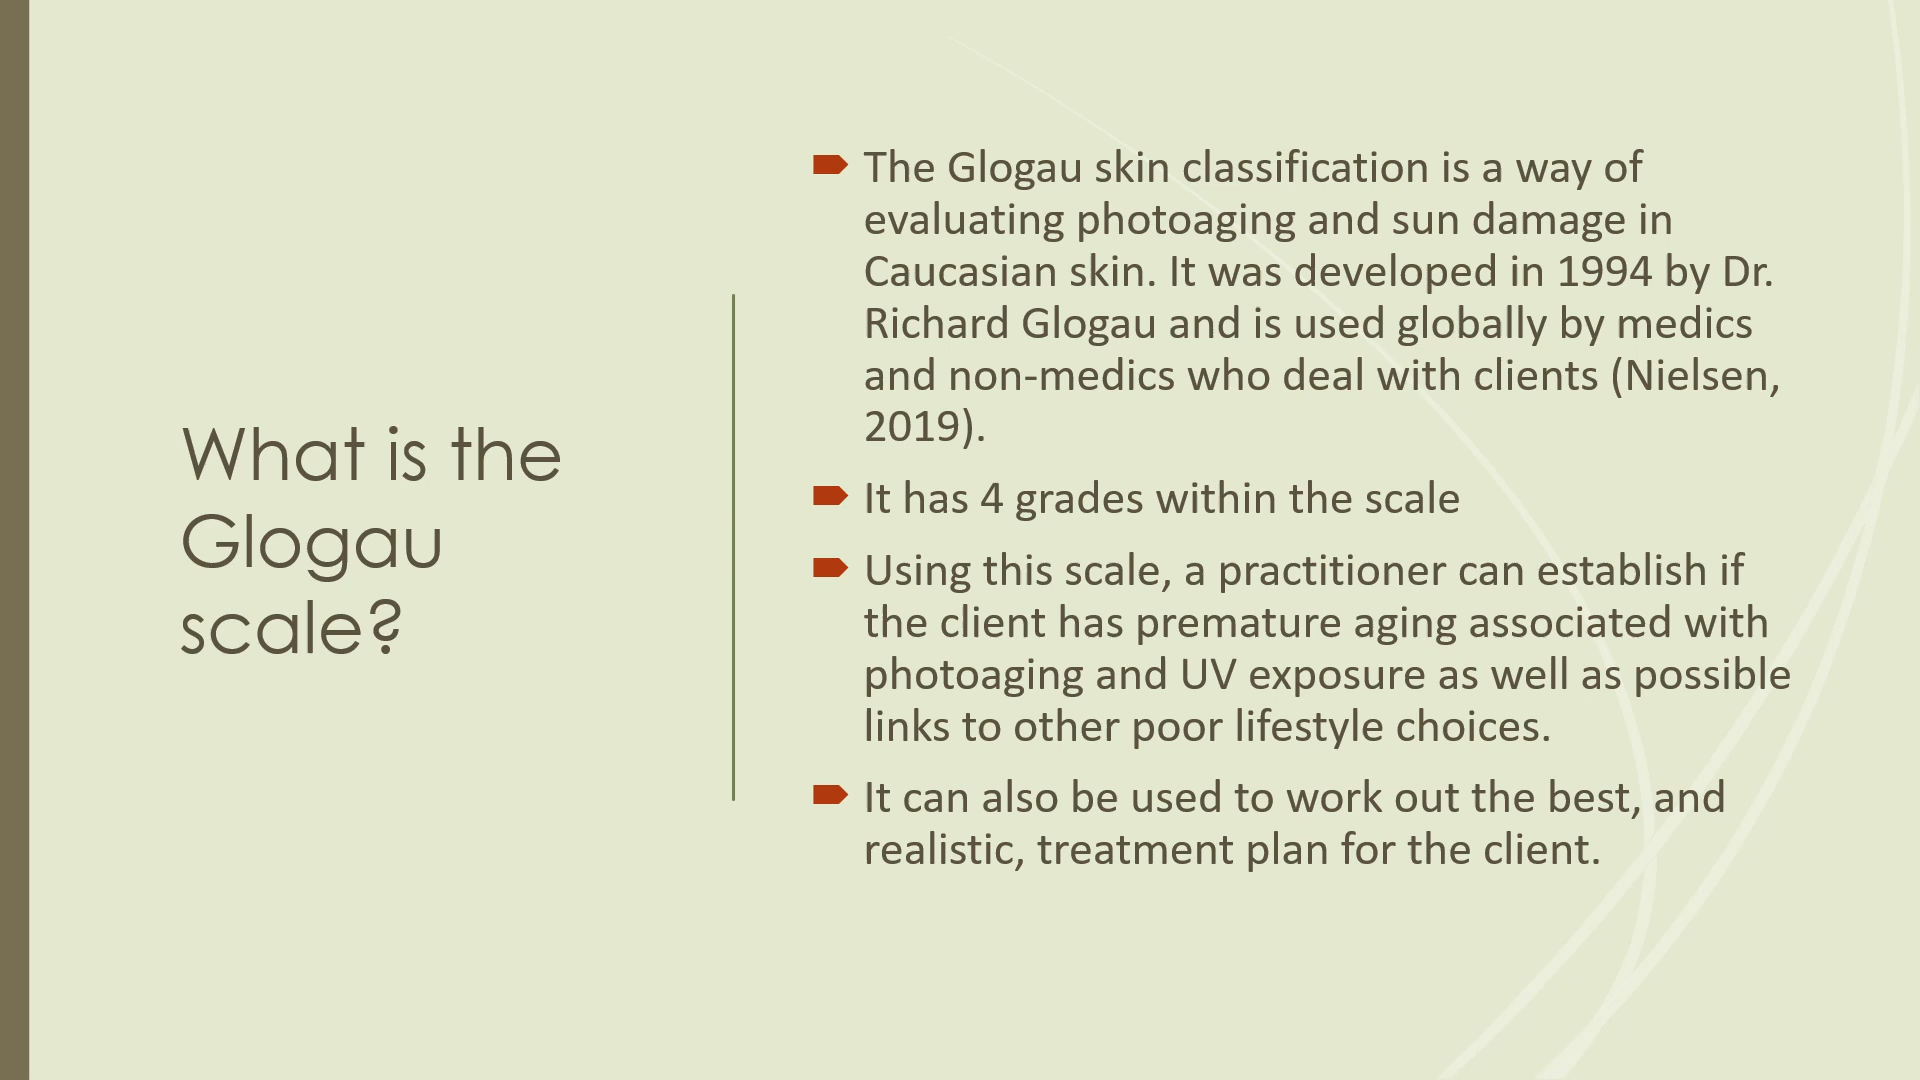 What is the
Glogau
scale?
The Glogau skin classification is a way of
evaluating photoaging and sun damage in
Caucasian skin. It was developed in 1994 by Dr.
Richard Glogau and is used globally by medics
and non-medics who deal with clients (Nielsen,
2019).
It has 4 grades within the scale
Using this scale, a practitioner can establish if
the client has premature aging associated with
photoaging and UV exposure as well as possible
links to other poor lifestyle choices.
It can also be used to work out the best, and
realistic, treatment plan for the client.